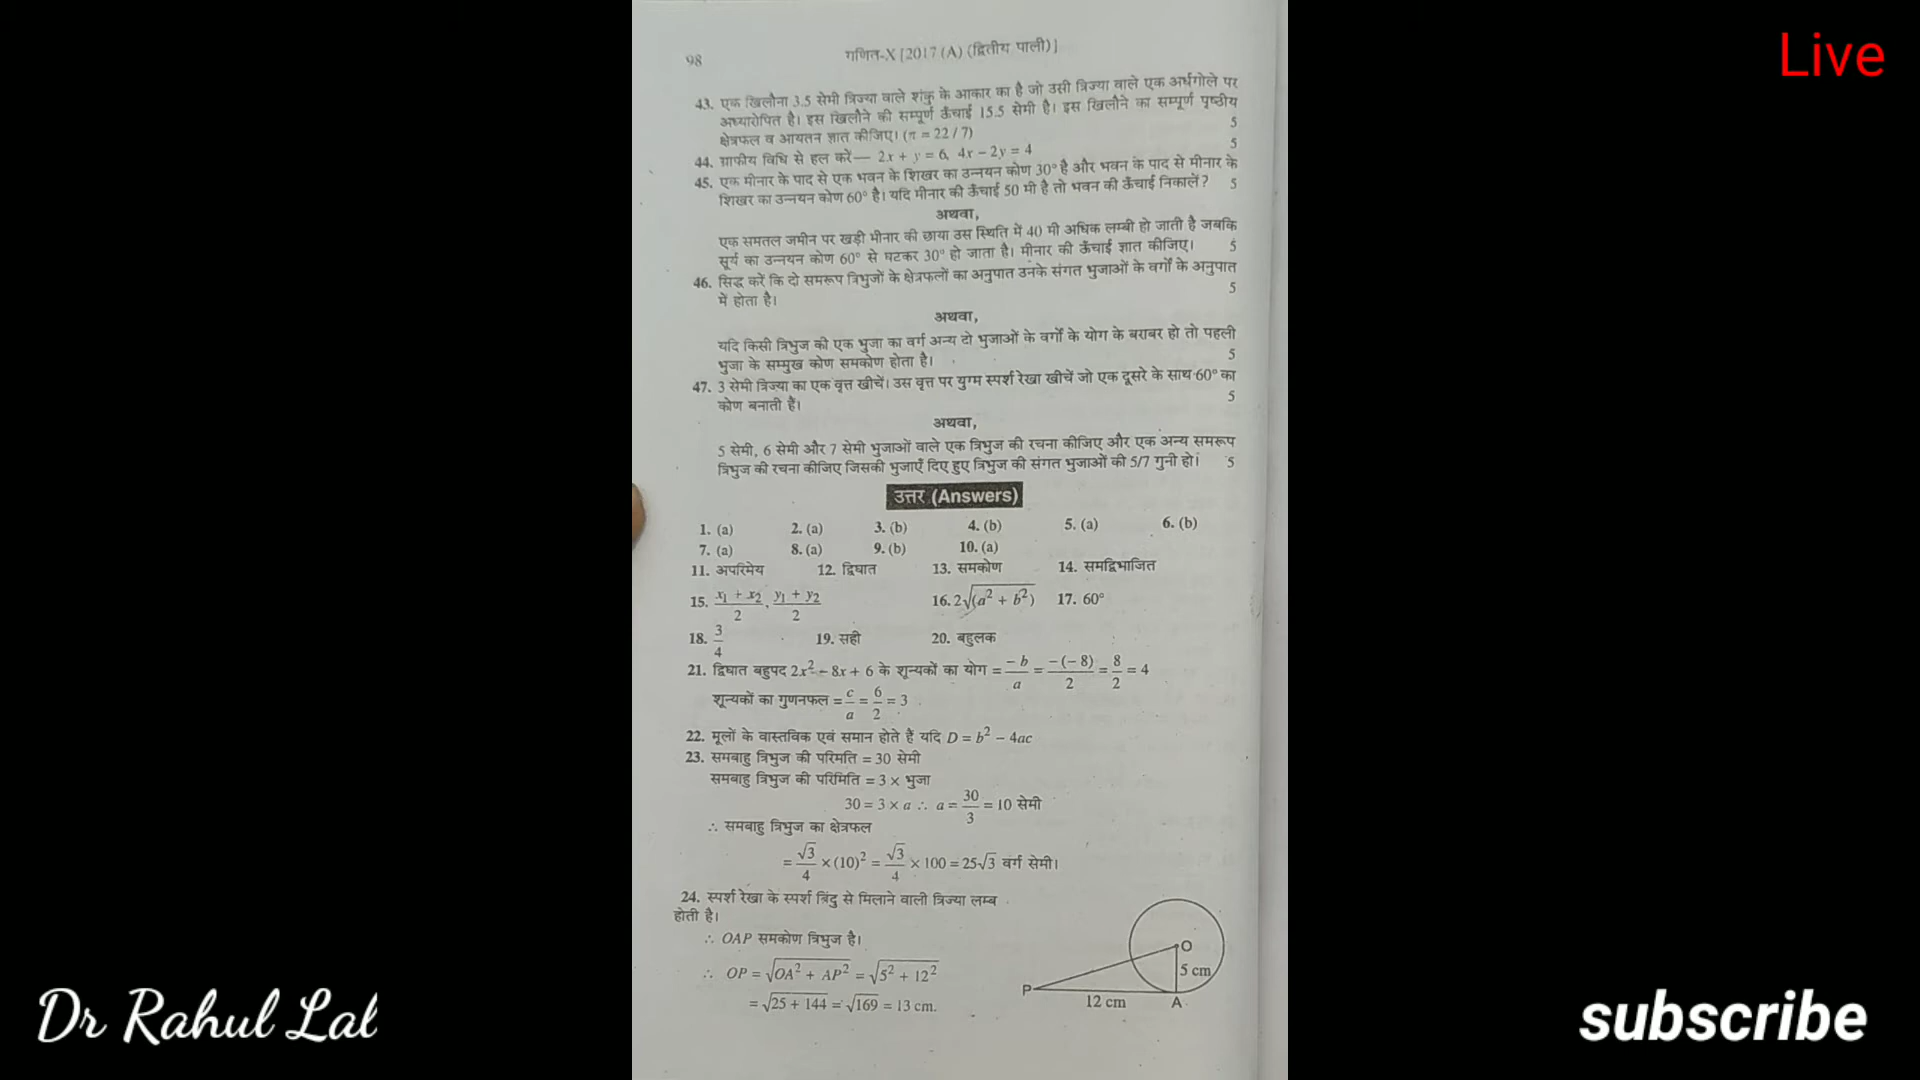 Live
98 गणित-X [2017 (A) (द्वितीय पाली)]
43. एक खिलौना 3.5 सेमी त्रिज्या वाले शंकु के आकार का है जो उसी त्रिज्या वाले एक अर्धगोले पर
अध्यारोपित है। इस खिलौने की सम्पूर्ण ऊँचाई 15.5 सेमी है। इस खिलौने का सम्पूर्ण पृष्ठीय
क्षेत्रफल व आयतन ज्ञात कीजिए। (π = 22 / 7) 5
44. ग्राफीय विधि से हल करें— 2x + y = 6, 4x − 2y = 4 5
45. एक मीनार के पाद से एक भवन के शिखर का उन्नयन कोण 30° है और भवन के पाद से मीनार के
शिखर का उन्नयन कोण 60° है। यदि मीनार की ऊँचाई 50 मी है तो भवन की ऊँचाई निकालें? 5
अथवा,
एक समतल जमीन पर खड़ी मीनार की छाया उस स्थिति में 40 मी अधिक लम्बी हो जाती है जबकि
सूर्य का उन्नयन कोण 60° से घटकर 30° हो जाता है। मीनार की ऊँचाई ज्ञात कीजिए। 5
46. सिद्ध करें कि दो समरूप त्रिभुजों के क्षेत्रफलों का अनुपात उनके संगत भुजाओं के वर्गों के अनुपात
में होता है। 5
अथवा,
यदि किसी त्रिभुज की एक भुजा का वर्ग अन्य दो भुजाओं के वर्गों के योग के बराबर हो तो पहली
भुजा के सम्मुख कोण समकोण होता है। 5
47. 3 सेमी त्रिज्या का एक वृत्त खीचें। उस वृत्त पर युग्म स्पर्श रेखा खीचें जो एक दूसरे के साथ 60° का
कोण बनाती हैं। 5
अथवा,
5 सेमी, 6 सेमी और 7 सेमी भुजाओं वाले एक त्रिभुज की रचना कीजिए और एक अन्य समरूप
त्रिभुज की रचना कीजिए जिसकी भुजाएँ दिए हुए त्रिभुज की संगत भुजाओं की 5/7 गुनी हो। 5
उत्तर (Answers)
1. (a) 2. (a) 3. (b) 4. (b) 5. (a) 6. (b)
7. (a) 8. (a) 9. (b) 10. (a)
11. अपरिमेय 12. द्विघात 13. समकोण 14. समद्विभाजित
15. (x₁ + x₂)/2, (y₁ + y₂)/2 16. 2√(a² + b²) 17. 60°
18. 3/4 19. सही 20. बहुलक
21. द्विघात बहुपद 2x² − 8x + 6 के शून्यकों का योग = −b/a = −(−8)/2 = 8/2 = 4
शून्यकों का गुणनफल = c/a = 6/2 = 3
22. मूलों के वास्तविक एवं समान होते हैं यदि D = b² − 4ac
23. समबाहु त्रिभुज की परिमति = 30 सेमी
समबाहु त्रिभुज की परिमिति = 3 × भुजा
30 = 3 × a ∴ a = 30/3 = 10 सेमी
∴ समबाहु त्रिभुज का क्षेत्रफल
= √3/4 × (10)² = √3/4 × 100 = 25√3 वर्ग सेमी।
24. स्पर्श रेखा के स्पर्श बिंदु से मिलाने वाली त्रिज्या लम्ब
होती है।
∴ OAP समकोण त्रिभुज है।
∴ OP = √(OA² + AP²) = √(5² + 12²)
= √(25 + 144) = √169 = 13 cm.
O
5 cm
P
12 cm A
Dr Rahul Lal
subscribe